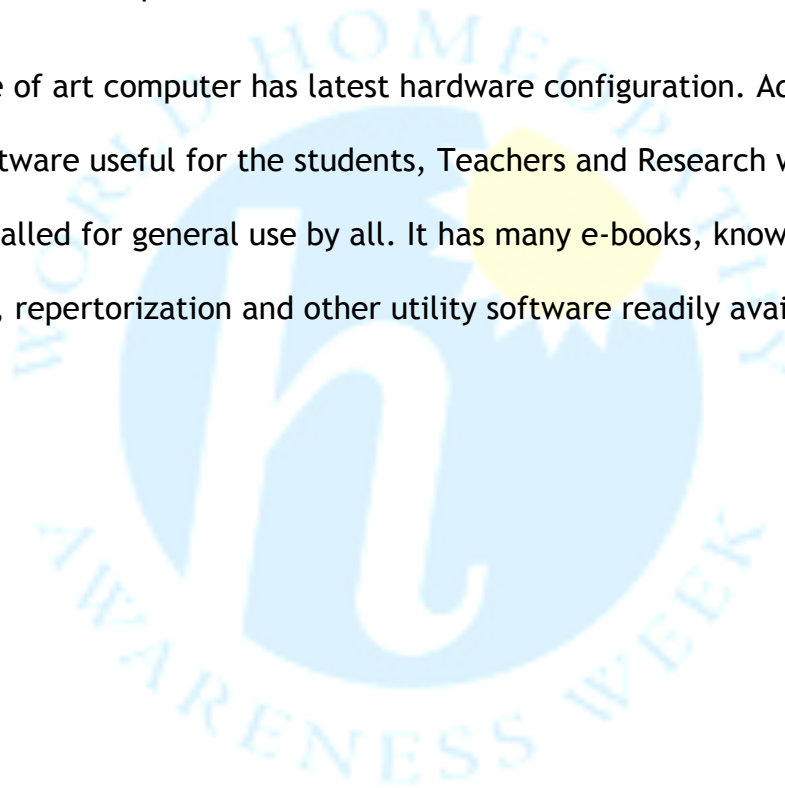 e of art computer has latest hardware configuration. Ad
tware useful for the students, Teachers and Research w
alled for general use by all. It has many e-books, know
, repertorization and other utility software readily avai
WORLD HOMEOPATHY
AWARENESS WEEK
h